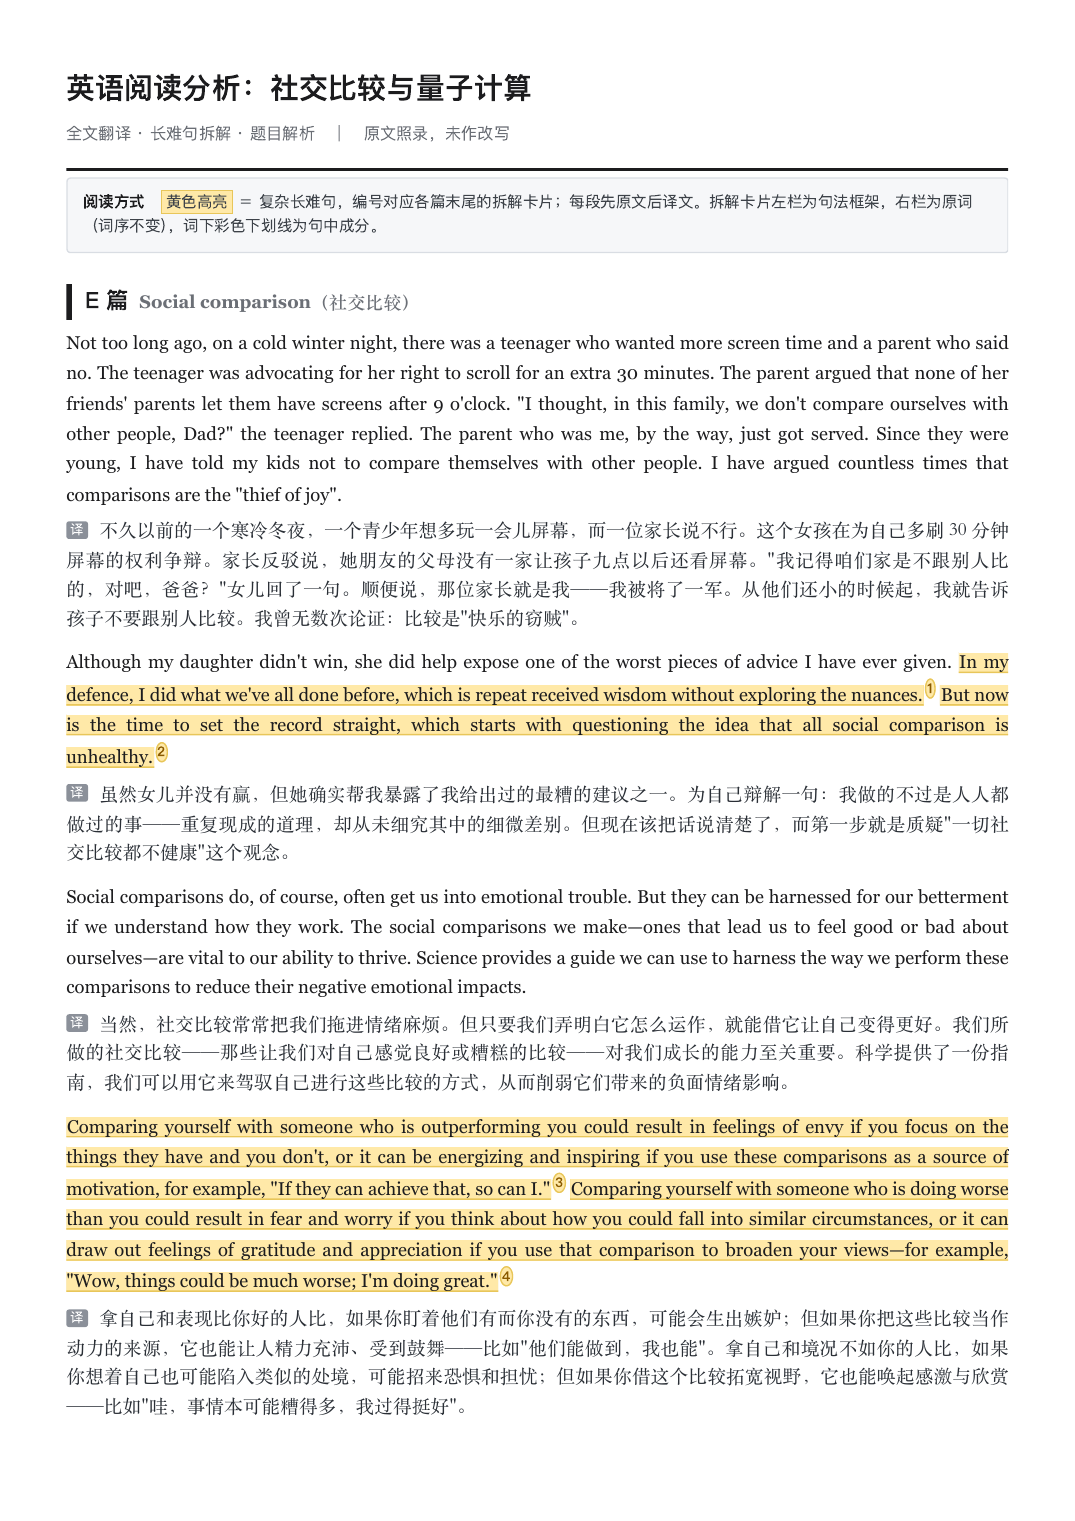 英语阅读分析：社交比较与量子计算
全文翻译 · 长难句拆解 · 题目解析 ｜ 原文照录，未作改写
阅读方式 黄色高亮 = 复杂长难句，编号对应各篇末尾的拆解卡片；每段先原文后译文。拆解卡片左栏为句法框架，右栏为原词
（词序不变），词下彩色下划线为句中成分。
E 篇 Social comparison（社交比较）
Not too long ago, on a cold winter night, there was a teenager who wanted more screen time and a parent who said
no. The teenager was advocating for her right to scroll for an extra 30 minutes. The parent argued that none of her
friends' parents let them have screens after 9 o'clock. "I thought, in this family, we don't compare ourselves with
other people, Dad?" the teenager replied. The parent who was me, by the way, just got served. Since they were
young, I have told my kids not to compare themselves with other people. I have argued countless times that
comparisons are the "thief of joy".
译 不久以前的一个寒冷冬夜，一个青少年想多玩一会儿屏幕，而一位家长说不行。这个女孩在为自己多刷 30 分钟
屏幕的权利争辩。家长反驳说，她朋友的父母没有一家让孩子九点以后还看屏幕。"我记得咱们家是不跟别人比
的，对吧，爸爸？"女儿回了一句。顺便说，那位家长就是我——我被将了一军。从他们还小的时候起，我就告诉
孩子不要跟别人比较。我曾无数次论证：比较是"快乐的窃贼"。
Although my daughter didn't win, she did help expose one of the worst pieces of advice I have ever given. In my
defence, I did what we've all done before, which is repeat received wisdom without exploring the nuances. 1 But now
is the time to set the record straight, which starts with questioning the idea that all social comparison is
unhealthy. 2
译 虽然女儿并没有赢，但她确实帮我暴露了我给出过的最糟的建议之一。为自己辩解一句：我做的不过是人人都
做过的事——重复现成的道理，却从未细究其中的细微差别。但现在该把话说清楚了，而第一步就是质疑"一切社
交比较都不健康"这个观念。
Social comparisons do, of course, often get us into emotional trouble. But they can be harnessed for our betterment
if we understand how they work. The social comparisons we make—ones that lead us to feel good or bad about
ourselves—are vital to our ability to thrive. Science provides a guide we can use to harness the way we perform these
comparisons to reduce their negative emotional impacts.
译 当然，社交比较常常把我们拖进情绪麻烦。但只要我们弄明白它怎么运作，就能借它让自己变得更好。我们所
做的社交比较——那些让我们对自己感觉良好或糟糕的比较——对我们成长的能力至关重要。科学提供了一份指
南，我们可以用它来驾驭自己进行这些比较的方式，从而削弱它们带来的负面情绪影响。
Comparing yourself with someone who is outperforming you could result in feelings of envy if you focus on the
things they have and you don't, or it can be energizing and inspiring if you use these comparisons as a source of
motivation, for example, "If they can achieve that, so can I." 3 Comparing yourself with someone who is doing worse
than you could result in fear and worry if you think about how you could fall into similar circumstances, or it can
draw out feelings of gratitude and appreciation if you use that comparison to broaden your views—for example,
"Wow, things could be much worse; I'm doing great." 4
译 拿自己和表现比你好的人比，如果你盯着他们有而你没有的东西，可能会生出嫉妒；但如果你把这些比较当作
动力的来源，它也能让人精力充沛、受到鼓舞——比如"他们能做到，我也能"。拿自己和境况不如你的人比，如果
你想着自己也可能陷入类似的处境，可能招来恐惧和担忧；但如果你借这个比较拓宽视野，它也能唤起感激与欣赏
——比如"哇，事情本可能糟得多，我过得挺好"。